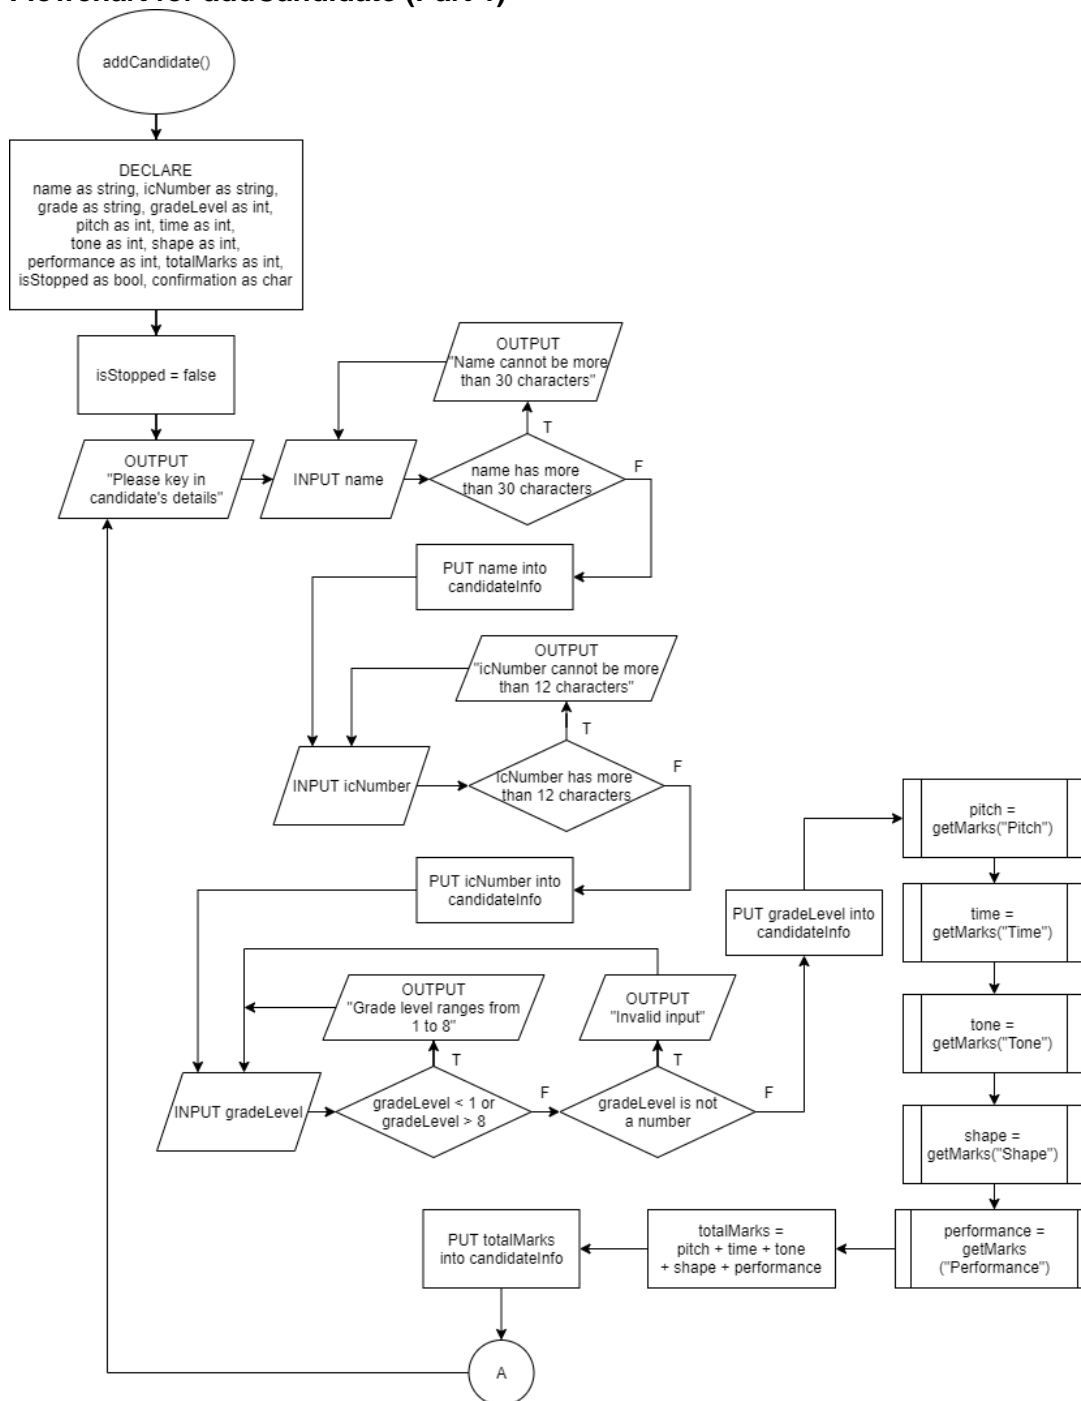 Flowchart for addCandidate (Part 1)
addCandidate()
DECLARE
name as string, icNumber as string,
grade as string, gradeLevel as int,
pitch as int, time as int,
tone as int, shape as int,
performance as int, totalMarks as int,
isStopped as bool, confirmation as char
isStopped = false
OUTPUT
"Please key in
candidate's details"
INPUT name
OUTPUT
"Name cannot be more
than 30 characters"
T
name has more
than 30 characters
F
PUT name into
candidateInfo
OUTPUT
"icNumber cannot be more
than 12 characters"
T
INPUT icNumber
icNumber has more
than 12 characters
F
PUT icNumber into
candidateInfo
OUTPUT
"Grade level ranges from
1 to 8"
T
INPUT gradeLevel
gradeLevel < 1 or
gradeLevel > 8
F
OUTPUT
"Invalid input"
T
gradeLevel is not
a number
F
PUT gradeLevel into
candidateInfo
pitch =
getMarks("Pitch")
time =
getMarks("Time")
tone =
getMarks("Tone")
shape =
getMarks("Shape")
performance =
getMarks
("Performance")
totalMarks =
pitch + time + tone
+ shape + performance
PUT totalMarks
into candidateInfo
A